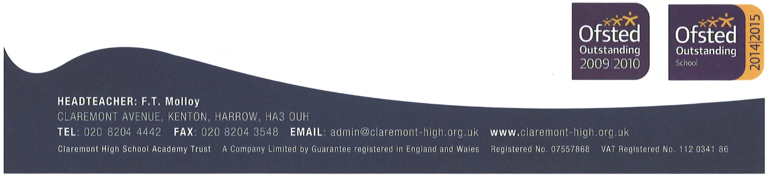 Ofsted
Outstanding
2009|2010
Ofsted
Outstanding
School
2014|2015
HEADTEACHER: F.T. Molloy
CLAREMONT AVENUE, KENTON, HARROW, HA3 OUH
TEL: 020 8204 4442 FAX: 020 8204 3548 EMAIL: admin@claremont-high.org.uk www.claremont-high.org.uk
Claremont High School Academy Trust A Company Limited by Guarantee registered in England and Wales Registered No. 07557868 VAT Registered No. 112 0341 86